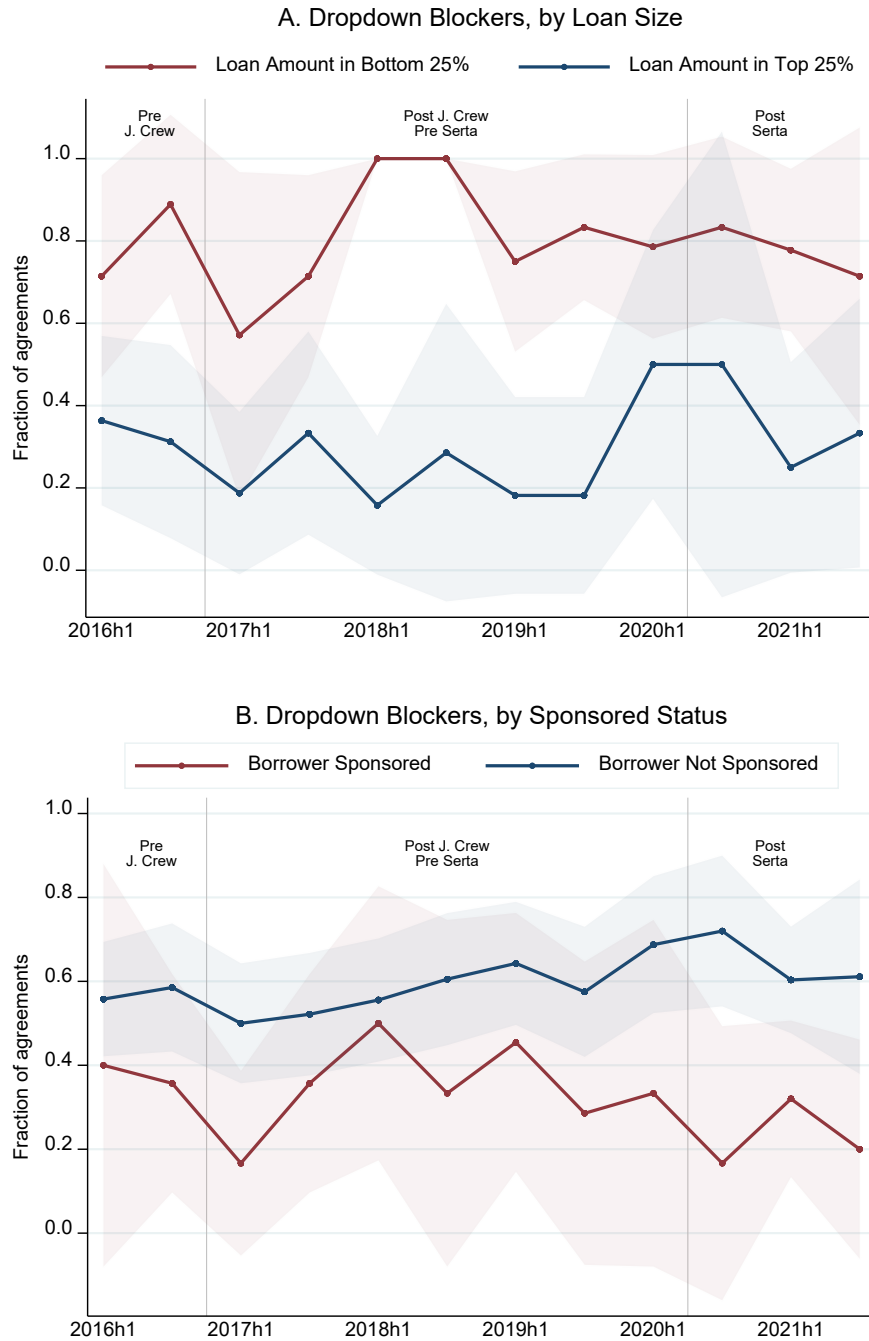 A. Dropdown Blockers, by Loan Size
Loan Amount in Bottom 25%
Loan Amount in Top 25%
Pre
J. Crew
Post J. Crew
Pre Serta
Post
Serta
Fraction of agreements
1.0
0.8
0.6
0.4
0.2
0.0
2016h1
2017h1
2018h1
2019h1
2020h1
2021h1
B. Dropdown Blockers, by Sponsored Status
Borrower Sponsored
Borrower Not Sponsored
Pre
J. Crew
Post J. Crew
Pre Serta
Post
Serta
Fraction of agreements
1.0
0.8
0.6
0.4
0.2
0.0
2016h1
2017h1
2018h1
2019h1
2020h1
2021h1